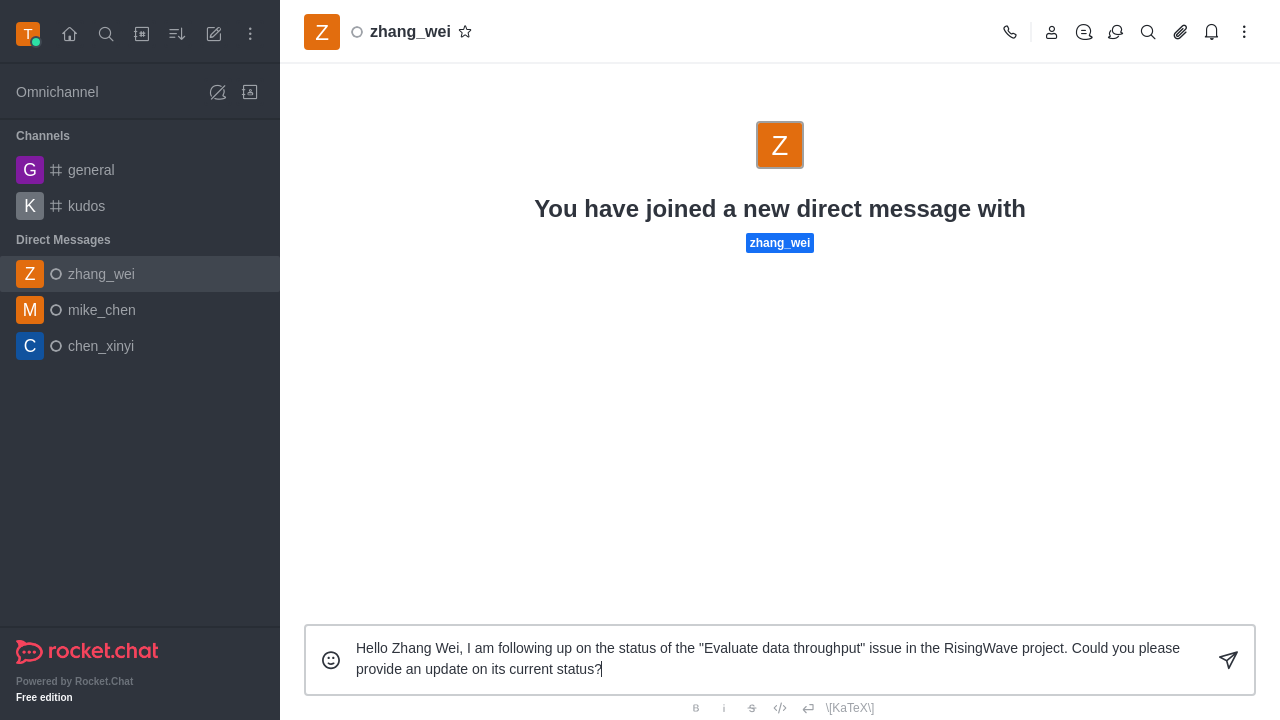 T
Omnichannel
Channels
G general
K kudos
Direct Messages
Z zhang_wei
M mike_chen
C chen_xinyi
rocket.chat
Powered by Rocket.Chat
Free edition
Z zhang_wei
Z
You have joined a new direct message with
zhang_wei
Hello Zhang Wei, I am following up on the status of the "Evaluate data throughput" issue in the RisingWave project. Could you please
provide an update on its current status?
B i S \[KaTeX\]